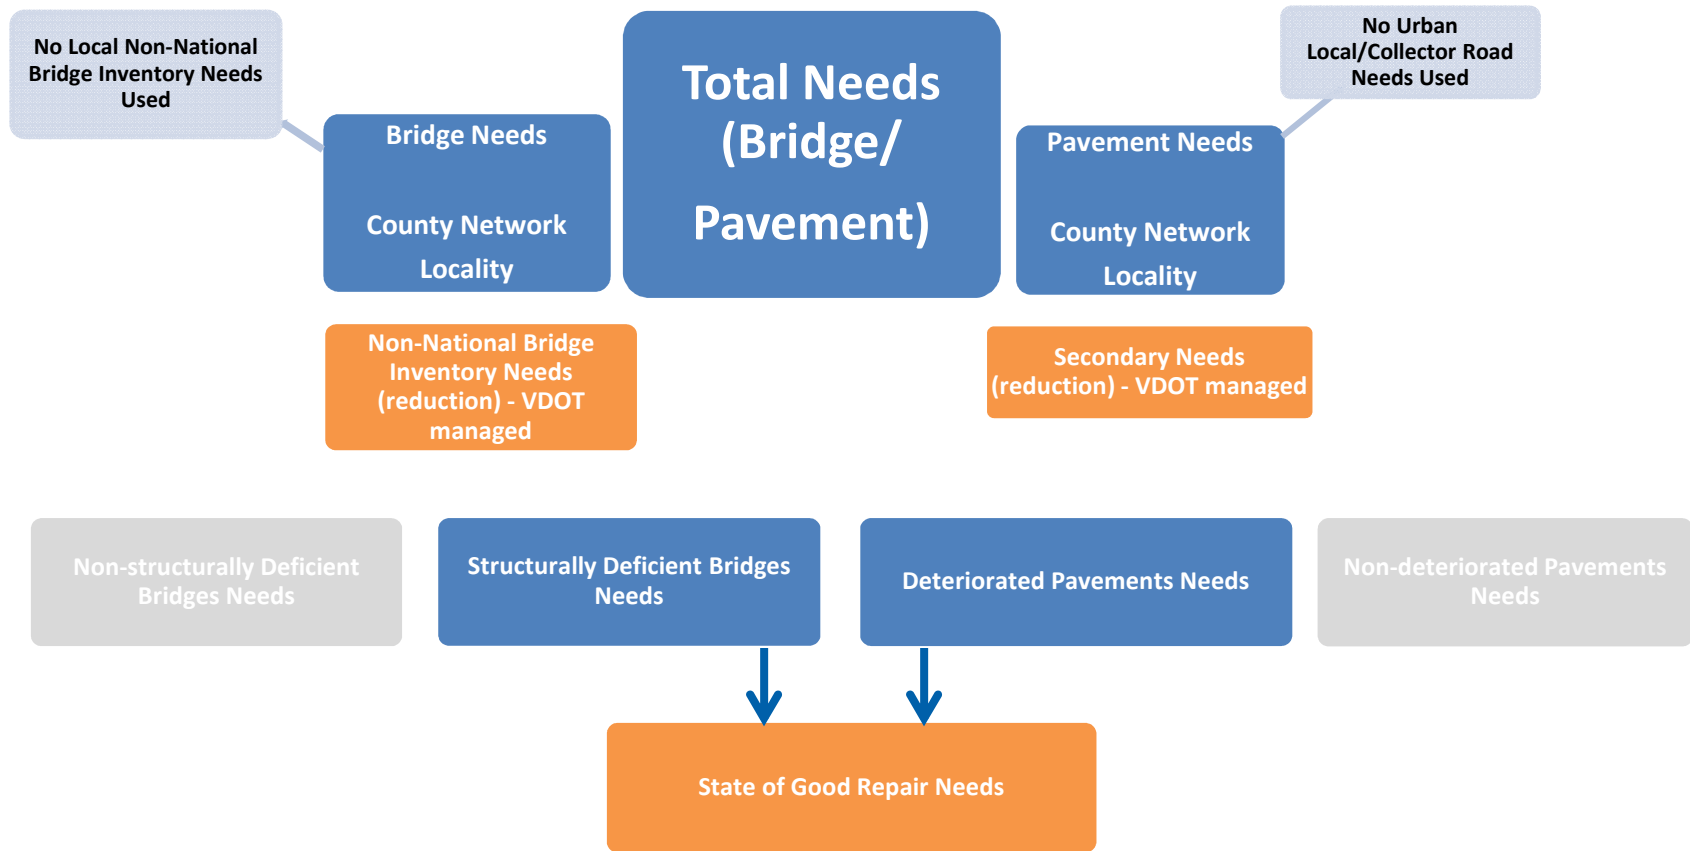 No Local Non-National
Bridge Inventory Needs
Used
Total Needs
(Bridge/
Pavement)
No Urban
Local/Collector Road
Needs Used
Bridge Needs
County Network
Locality
Pavement Needs
County Network
Locality
Non-National Bridge
Inventory Needs
(reduction) - VDOT
managed
Secondary Needs
(reduction) - VDOT managed
Non-structurally Deficient
Bridges Needs
Structurally Deficient Bridges
Needs
Deteriorated Pavements Needs
Non-deteriorated Pavements
Needs
State of Good Repair Needs